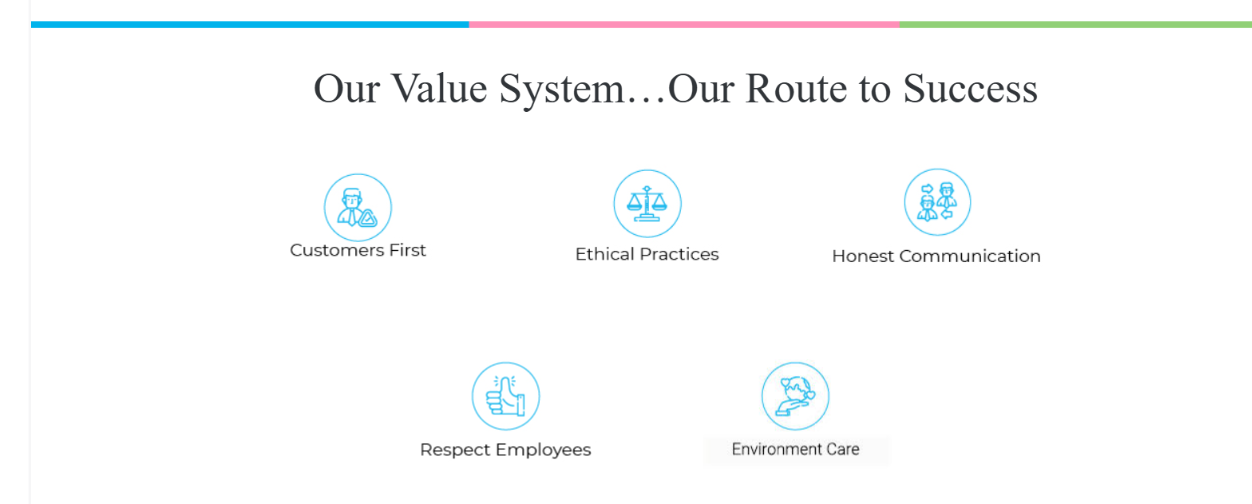 Our Value System…Our Route to Success
Customers First
Ethical Practices
Honest Communication
Respect Employees
Environment Care